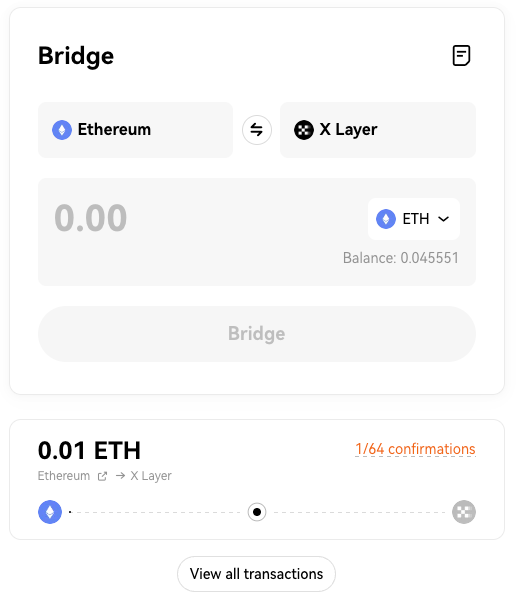 Bridge
Ethereum X Layer
0.00 ETH
Balance: 0.045551
Bridge
0.01 ETH 1/64 confirmations
Ethereum → X Layer
View all transactions